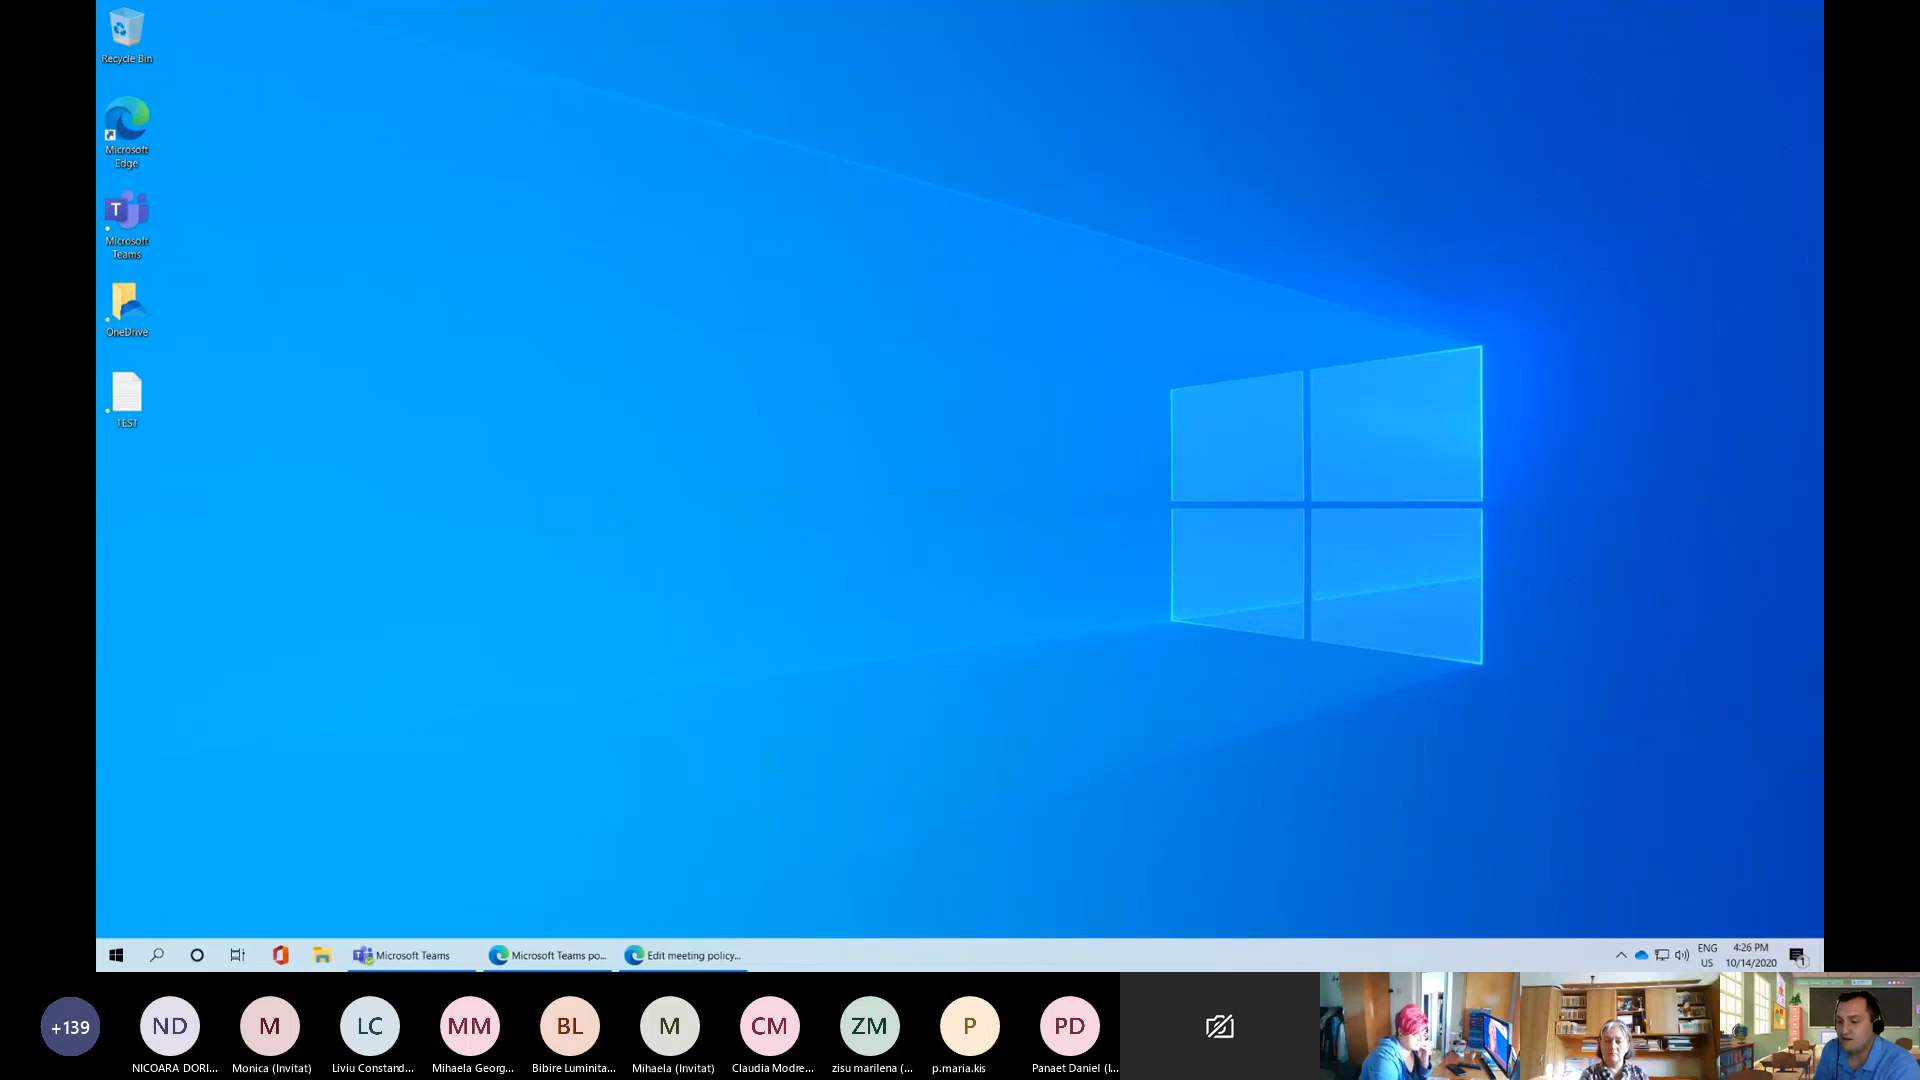 Recycle Bin
Microsoft
Edge
T
Microsoft
Teams
OneDrive
TEST
Microsoft Teams
Microsoft Teams po...
Edit meeting policy...
ENG
US
4:26 PM
10/14/2020
1
+139
ND
M
LC
MM
BL
M
CM
ZM
P
PD
NICOARA DORI...
Monica (Invitat)
Liviu Constand...
Mihaela Georg...
Bibire Luminita...
Mihaela (Invitat)
Claudia Modre...
zisu marilena (...
p.maria.kis
Panaet Daniel (I...